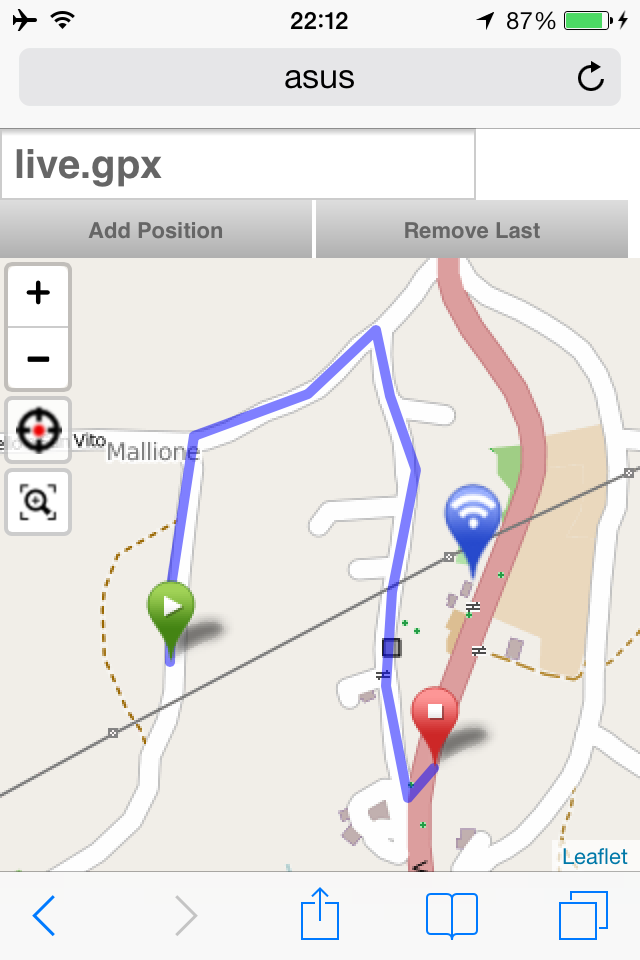 22:12
87%
asus
live.gpx
Add Position
Remove Last
+
−
Vito
Mallione
Leaflet